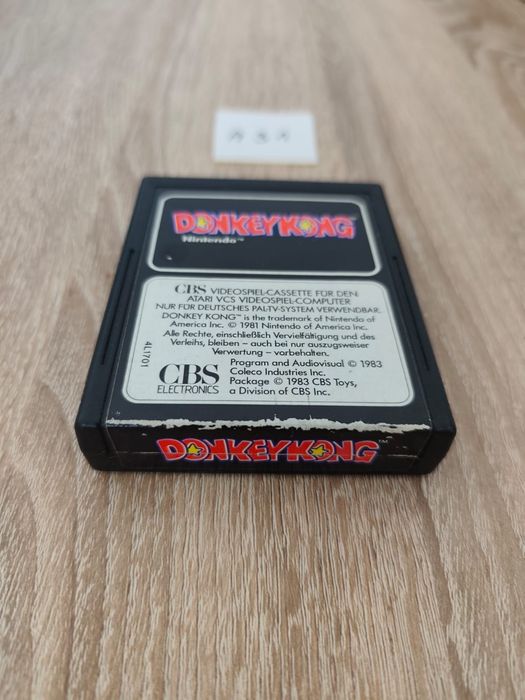 DONKEY KONG™
Nintendo™
CBS VIDEOSPIEL-CASSETTE FÜR DEN
ATARI VCS VIDEOSPIEL-COMPUTER
NUR FÜR DEUTSCHES PAL-TV-SYSTEM VERWENDBAR.
DONKEY KONG™ is the trademark of Nintendo of
America Inc. © 1981 Nintendo of America Inc.
Alle Rechte, einschließlich Vervielfältigung und des
Verleihs, bleiben – auch bei nur auszugsweiser
Verwertung – vorbehalten.
Program and Audiovisual © 1983
Coleco Industries Inc.
Package © 1983 CBS Toys,
a Division of CBS Inc.
CBS
ELECTRONICS
4L1701
DONKEY KONG™